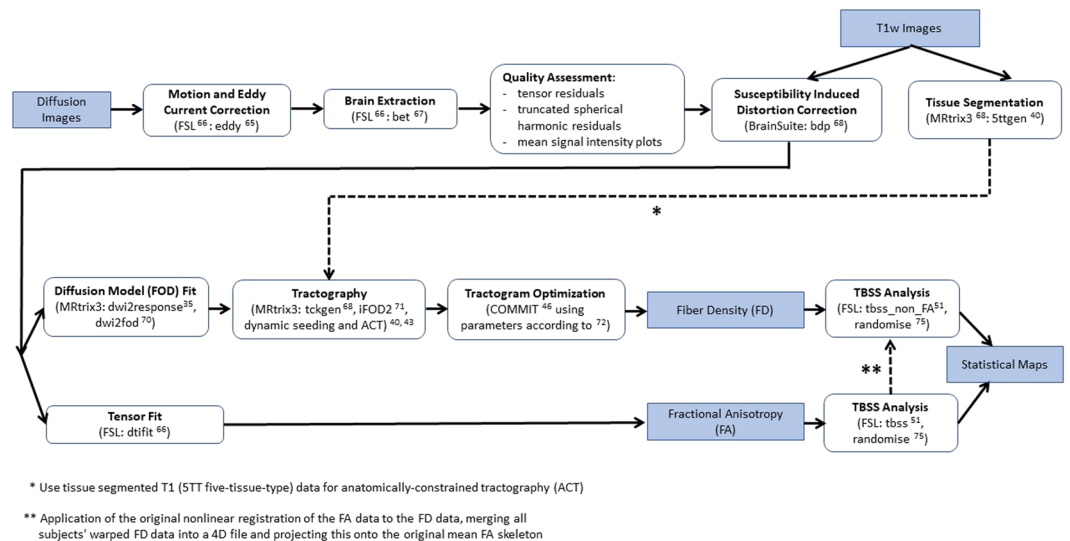 T1w Images
Diffusion
Images
Motion and Eddy
Current Correction
(FSL 66 : eddy 65)
Brain Extraction
(FSL 66 : bet 67)
Quality Assessment:
- tensor residuals
- truncated spherical
harmonic residuals
- mean signal intensity plots
Susceptibility Induced
Distortion Correction
(BrainSuite: bdp 68)
Tissue Segmentation
(MRtrix3 68: 5ttgen 40)
*
Diffusion Model (FOD) Fit
(MRtrix3: dwi2response35,
dwi2fod 70)
Tractography
(MRtrix3: tckgen 68, iFOD2 71,
dynamic seeding and ACT) 40, 43
Tractogram Optimization
(COMMIT 46 using
parameters according to 72)
Fiber Density (FD)
TBSS Analysis
(FSL: tbss_non_FA51,
randomise 75)
**
Statistical Maps
Tensor Fit
(FSL: dtifit 66)
Fractional Anisotropy
(FA)
TBSS Analysis
(FSL: tbss 51,
randomise 75)
* Use tissue segmented T1 (5TT five-tissue-type) data for anatomically-constrained tractography (ACT)
** Application of the original nonlinear registration of the FA data to the FD data, merging all
subjects' warped FD data into a 4D file and projecting this onto the original mean FA skeleton